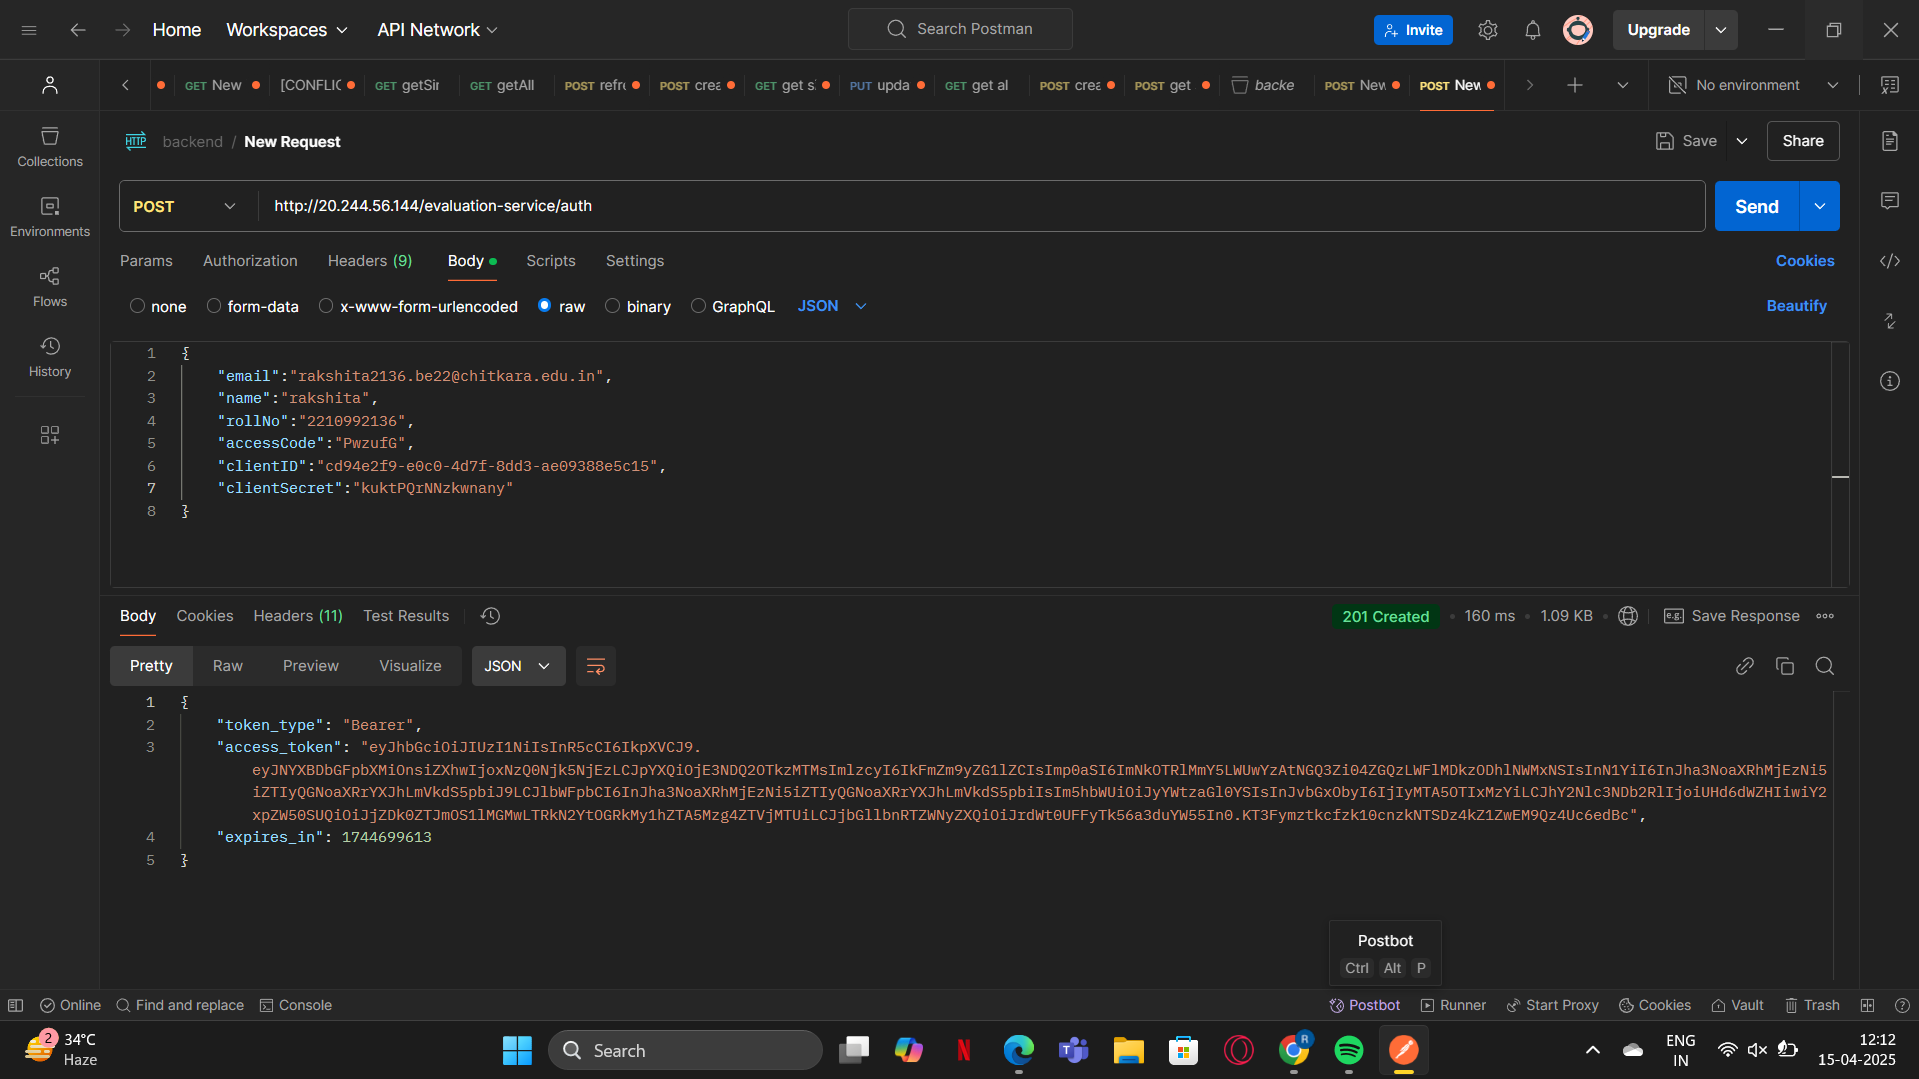 Home Workspaces API Network Search Postman Invite Upgrade
GET New [CONFLIC GET getSir GET getAll POST refre POST crea GET get s PUT upda GET get al POST crea POST get backe POST New POST New No environment
backend / New Request Save Share
Collections
Environments
Flows
History
POST http://20.244.56.144/evaluation-service/auth Send
Params Authorization Headers (9) Body Scripts Settings Cookies
none form-data x-www-form-urlencoded raw binary GraphQL JSON Beautify
1 {
2 "email":"rakshita2136.be22@chitkara.edu.in",
3 "name":"rakshita",
4 "rollNo":"2210992136",
5 "accessCode":"PwzufG",
6 "clientID":"cd94e2f9-e0c0-4d7f-8dd3-ae09388e5c15",
7 "clientSecret":"kuktPQrNNzkwnany"
8 }
Body Cookies Headers (11) Test Results 201 Created 160 ms 1.09 KB e.g. Save Response
Pretty Raw Preview Visualize JSON
1 {
2 "token_type": "Bearer",
3 "access_token": "eyJhbGciOiJIUzI1NiIsInR5cCI6IkpXVCJ9.
eyJNYXBDbGFpbXMiOnsiZXhwIjoxNzQ0Njk5NjEzLCJpYXQiOjE3NDQ2OTkzMTMsImlzcyI6IkFmZm9yZG1lZCIsImp0aSI6ImNkOTRlMmY5LWUwYzAtNGQ3Zi04ZGQzLWFlMDkzODhlNWMxNSIsInN1YiI6InJha3NoaXRhMjEzNi5
iZTIyQGNoaXRrYXJhLmVkdS5pbiJ9LCJlbWFpbCI6InJha3NoaXRhMjEzNi5iZTIyQGNoaXRrYXJhLmVkdS5pbiIsIm5hbWUiOiJyYWtzaGl0YSIsInJvbGxObyI6IjIyMTA5OTIxMzYiLCJhY2Nlc3NDb2RlIjoiUHd6dWZHIiwiY2
xpZW50SUQiOiJjZDk0ZTJmOS1lMGMwLTRkN2YtOGRkMy1hZTA5Mzg4ZTVjMTUiLCJjbGllbnRTZWNyZXQiOiJrdWt0UFFyTk56a3duYW55In0.KT3Fymztkcfzk10cnzkNTSDz4kZ1ZwEM9Qz4Uc6edBc",
4 "expires_in": 1744699613
5 }
Postbot
Ctrl Alt P
Online Find and replace Console Postbot Runner Start Proxy Cookies Vault Trash
2 34°C
Haze
Search
ENG
IN
12:12
15-04-2025